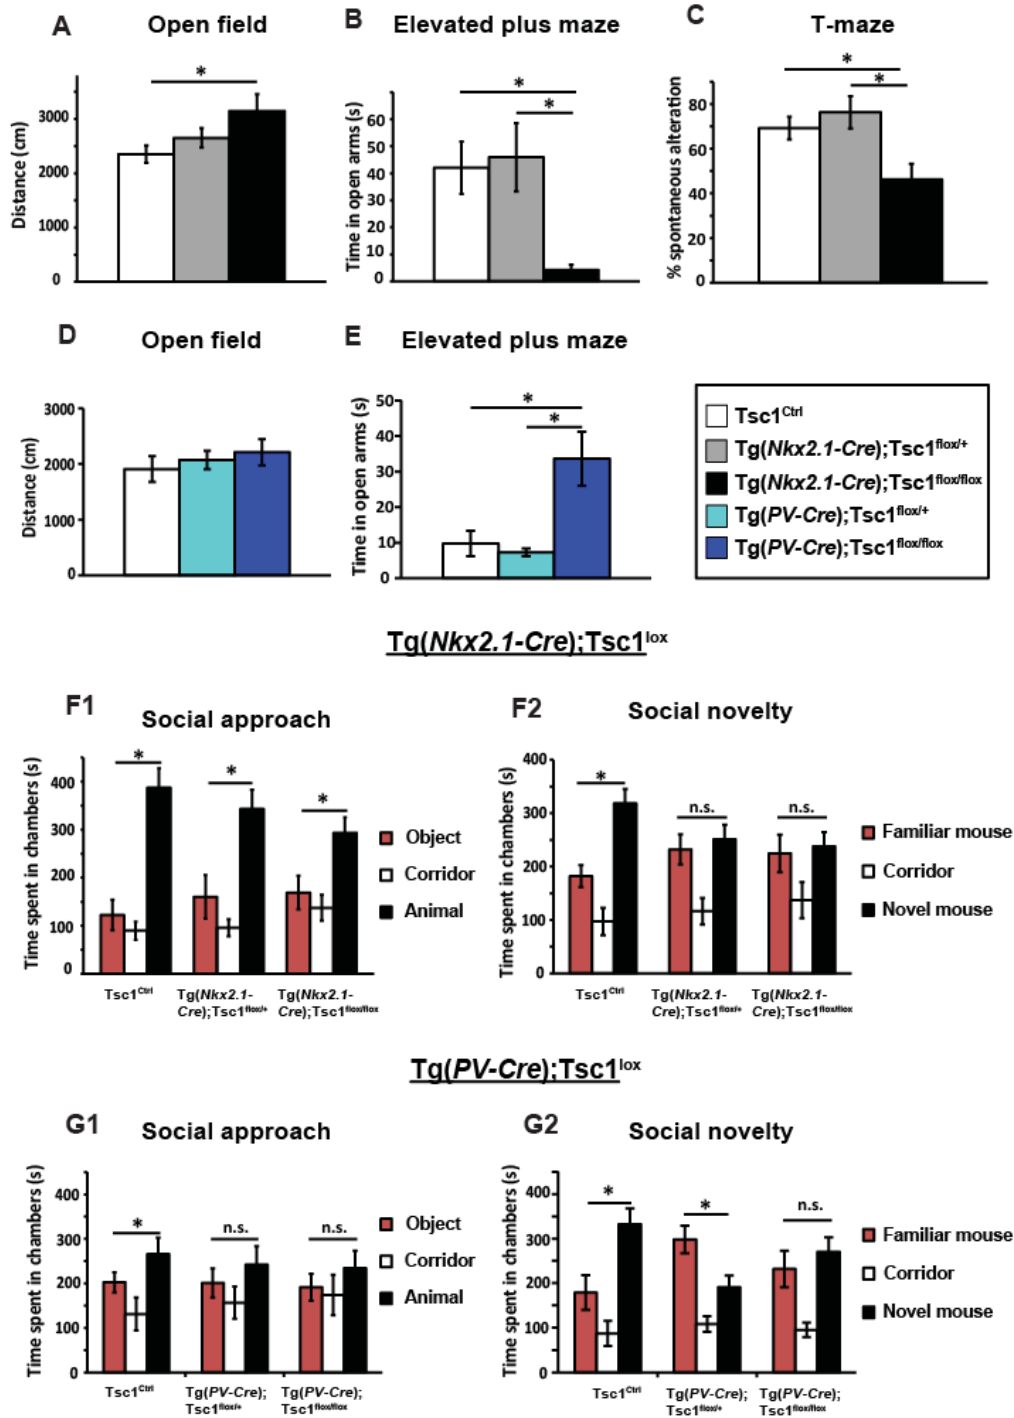 A Open field
B Elevated plus maze
C T-maze
*
Distance (cm)
3000
2000
1000
0
*
*
Time in open arms (s)
60
50
40
30
20
10
0
*
*
% spontaneous alteration
80
60
40
20
0
D Open field
E Elevated plus maze
Distance (cm)
3000
2000
1000
0
*
*
Time in open arms (s)
50
40
30
20
10
0
Tsc1Ctrl
Tg(Nkx2.1-Cre);Tsc1flox/+
Tg(Nkx2.1-Cre);Tsc1flox/flox
Tg(PV-Cre);Tsc1flox/+
Tg(PV-Cre);Tsc1flox/flox
Tg(Nkx2.1-Cre);Tsc1lox
F1 Social approach
Time spent in chambers (s)
400
300
200
100
0
*
*
*
Object
Corridor
Animal
Tsc1Ctrl
Tg(Nkx2.1-
Cre);Tsc1flox/+
Tg(Nkx2.1-
Cre);Tsc1flox/flox
F2 Social novelty
Time spent in chambers (s)
400
300
200
100
0
*
n.s.
n.s.
Familiar mouse
Corridor
Novel mouse
Tsc1Ctrl
Tg(Nkx2.1-
Cre);Tsc1flox/+
Tg(Nkx2.1-
Cre);Tsc1flox/flox
Tg(PV-Cre);Tsc1lox
G1 Social approach
Time spent in chambers (s)
400
300
200
100
0
*
n.s.
n.s.
Object
Corridor
Animal
Tsc1Ctrl
Tg(PV-Cre);
Tsc1flox/+
Tg(PV-Cre);
Tsc1flox/flox
G2 Social novelty
Time spent in chambers (s)
400
300
200
100
0
*
*
n.s.
Familiar mouse
Corridor
Novel mouse
Tsc1Ctrl
Tg(PV-Cre);
Tsc1flox/+
Tg(PV-Cre);
Tsc1flox/flox